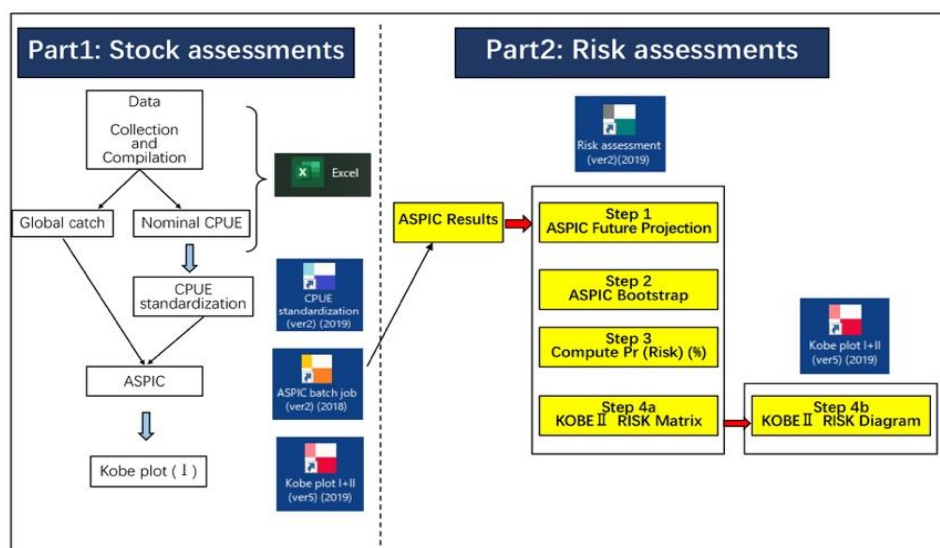 Part1: Stock assessments
Data
Collection
and
Compilation
Excel
Global catch
Nominal CPUE
CPUE
standardization
CPUE
standardization
(ver2) (2019)
ASPIC
ASPIC batch job
(ver2) (2018)
Kobe plot (Ⅰ)
Kobe plot I+II
(ver5) (2019)
Part2: Risk assessments
Risk assessment
(ver2)(2019)
ASPIC Results
Step 1
ASPIC Future Projection
Step 2
ASPIC Bootstrap
Step 3
Compute Pr (Risk) (%)
Step 4a
KOBEⅡ RISK Matrix
Kobe plot I+II
(ver5) (2019)
Step 4b
KOBEⅡ RISK Diagram